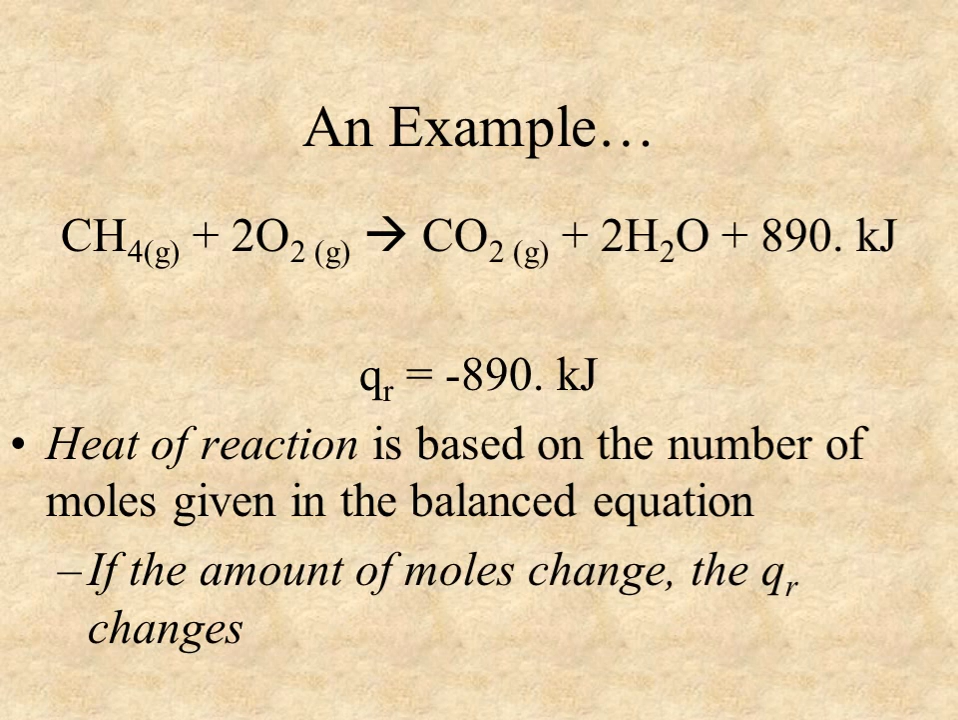 An Example…
CH₄(g) + 2O₂ (g) → CO₂ (g) + 2H₂O + 890. kJ
qᵣ = -890. kJ
• Heat of reaction is based on the number of
moles given in the balanced equation
–If the amount of moles change, the qᵣ
changes